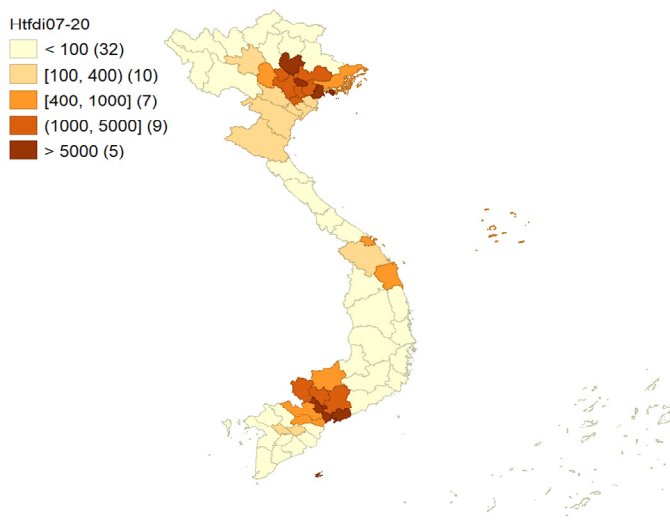 Htfdi07-20
< 100 (32)
[100, 400) (10)
[400, 1000] (7)
(1000, 5000] (9)
> 5000 (5)